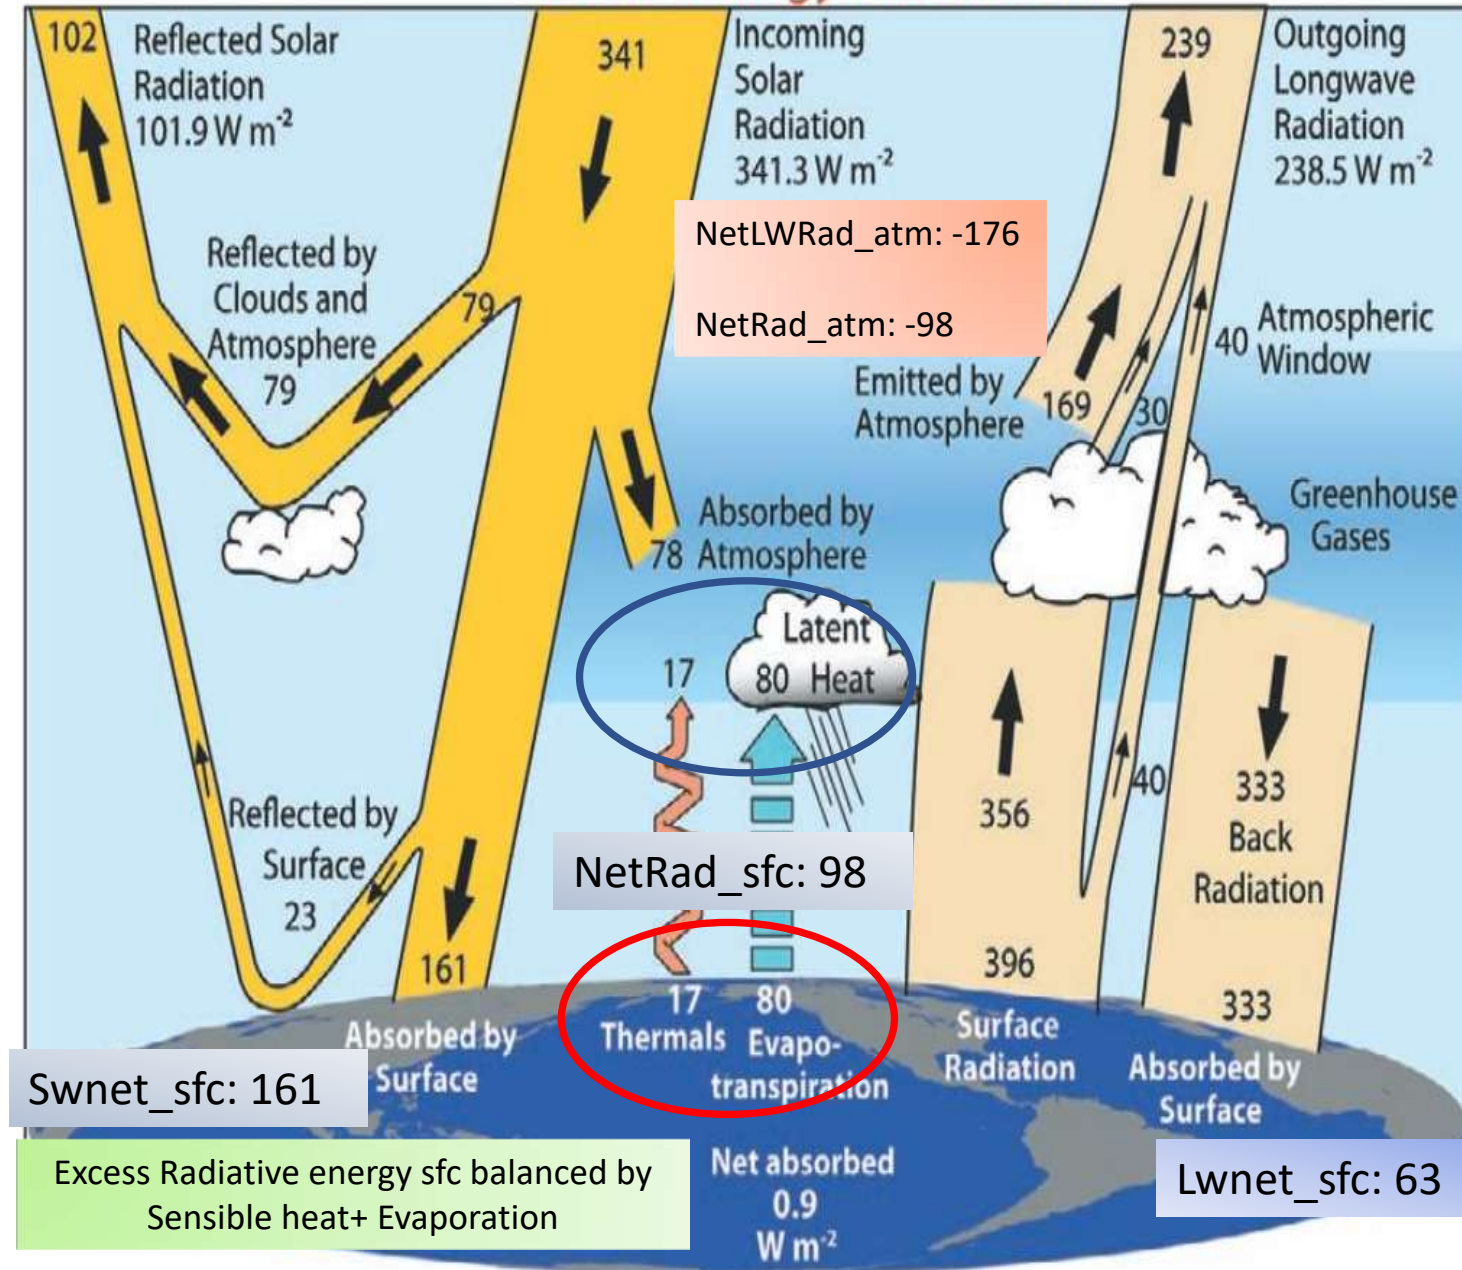 102
Reflected Solar
Radiation
101.9 W m-2
341
Incoming
Solar
Radiation
341.3 W m-2
239
Outgoing
Longwave
Radiation
238.5 W m-2
NetLWRad_atm: -176
NetRad_atm: -98
Reflected by
Clouds and
Atmosphere
79
79
Emitted by
Atmosphere
169
30
40
Atmospheric
Window
Greenhouse
Gases
Absorbed by
78 Atmosphere
Latent
80 Heat
17
Reflected by
Surface
23
161
NetRad_sfc: 98
356
40
333
Back
Radiation
396
333
17
80
Thermals
Evapo-
transpiration
Absorbed by
Surface
Surface
Radiation
Absorbed by
Surface
Swnet_sfc: 161
Excess Radiative energy sfc balanced by
Sensible heat+ Evaporation
Net absorbed
0.9
W m-2
Lwnet_sfc: 63